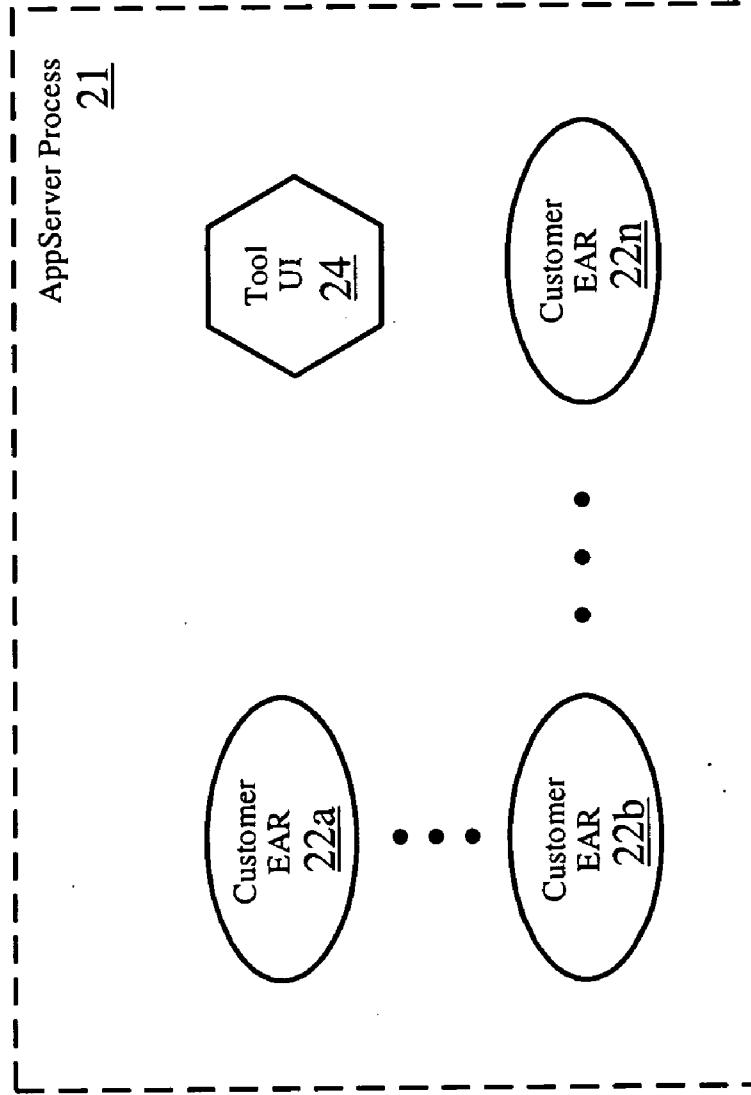 AppServer Process
21
Customer
EAR
22a
Tool
UI
24
Customer
EAR
22b
Customer
EAR
22n